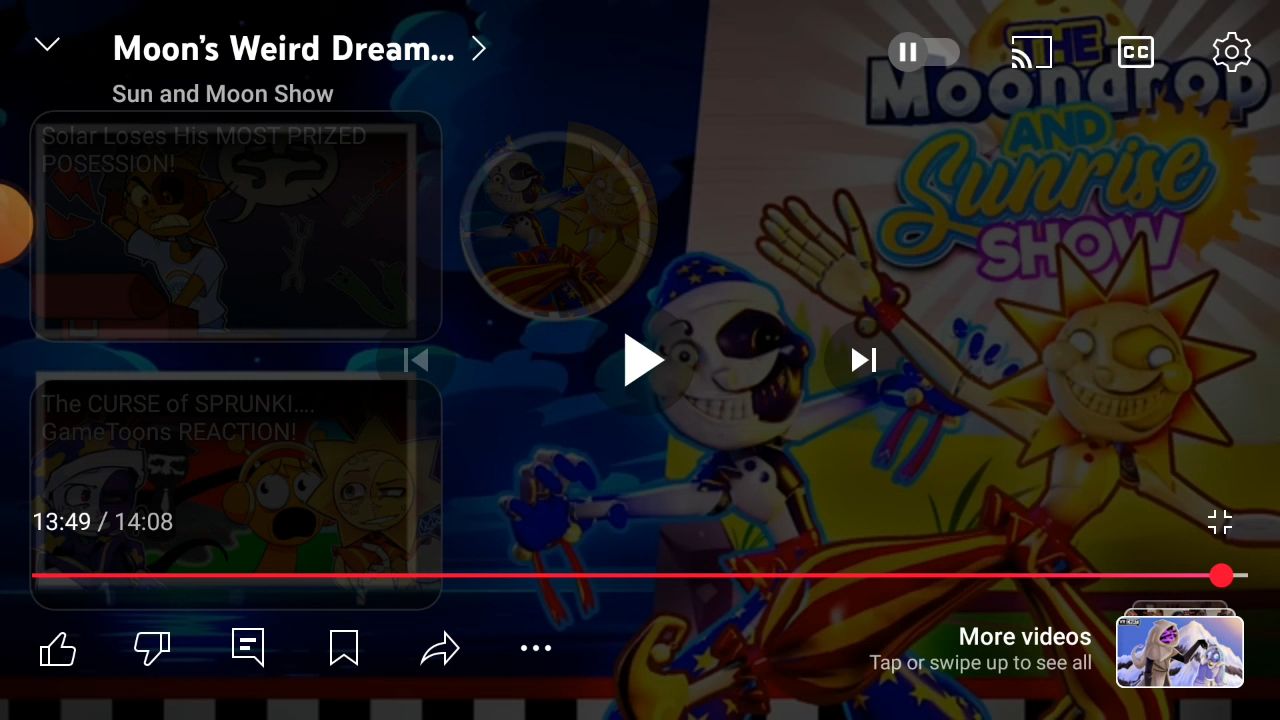 Moon's Weird Dream...
Sun and Moon Show
Solar Loses His MOST PRIZED
POSESSION!
THE
Moondrop
AND
Sunrise
SHOW
The CURSE of SPRUNKI....
GameToons REACTION!
13:49 / 14:08
More videos
Tap or swipe up to see all
CC